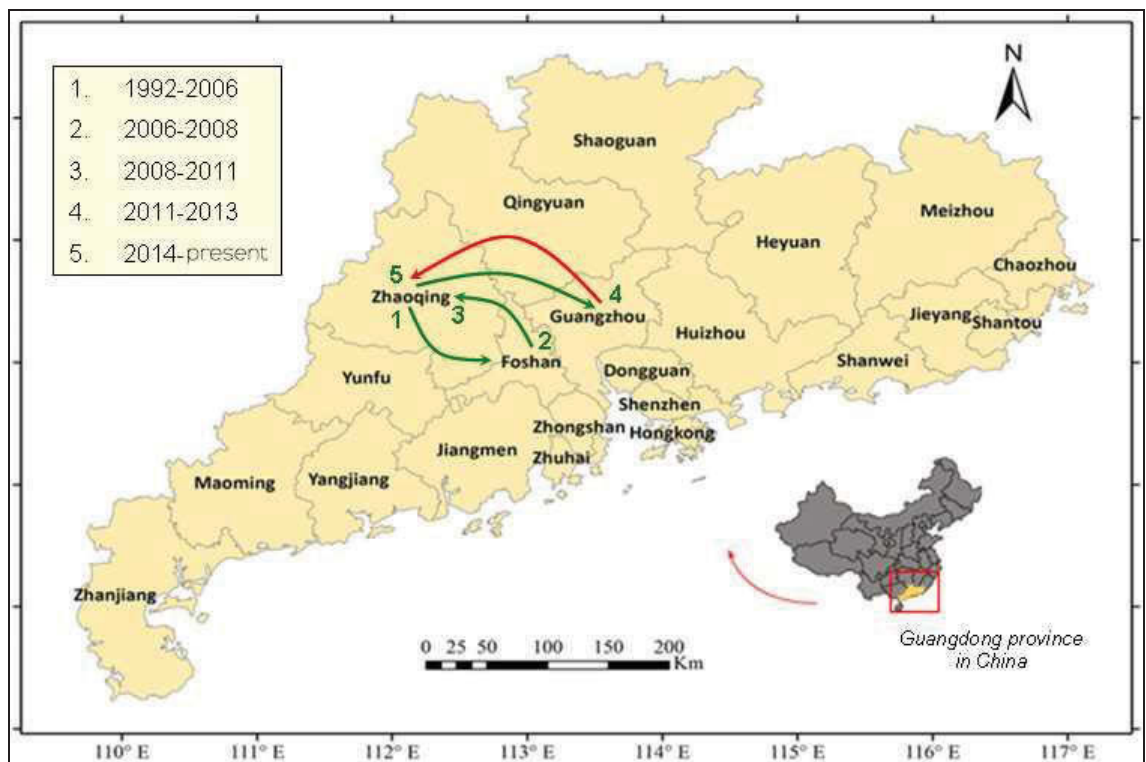 N
1. 1992-2006
2. 2006-2008
3. 2008-2011
4. 2011-2013
5. 2014-present
Shaoguan
Qingyuan
Meizhou
Heyuan
Chaozhou
5
4
Zhaoqing
Guangzhou
Jieyang
1
3
Huizhou
Shantou
2
Foshan
Shanwei
Yunfu
Dongguan
Shenzhen
Zhongshan
Hongkong
Jiangmen
Zhuhai
Maoming
Yangjiang
Zhanjiang
Guangdong province
in China
0 25 50 100 150 200
Km
110° E 111° E 112° E 113° E 114° E 115° E 116° E 117° E